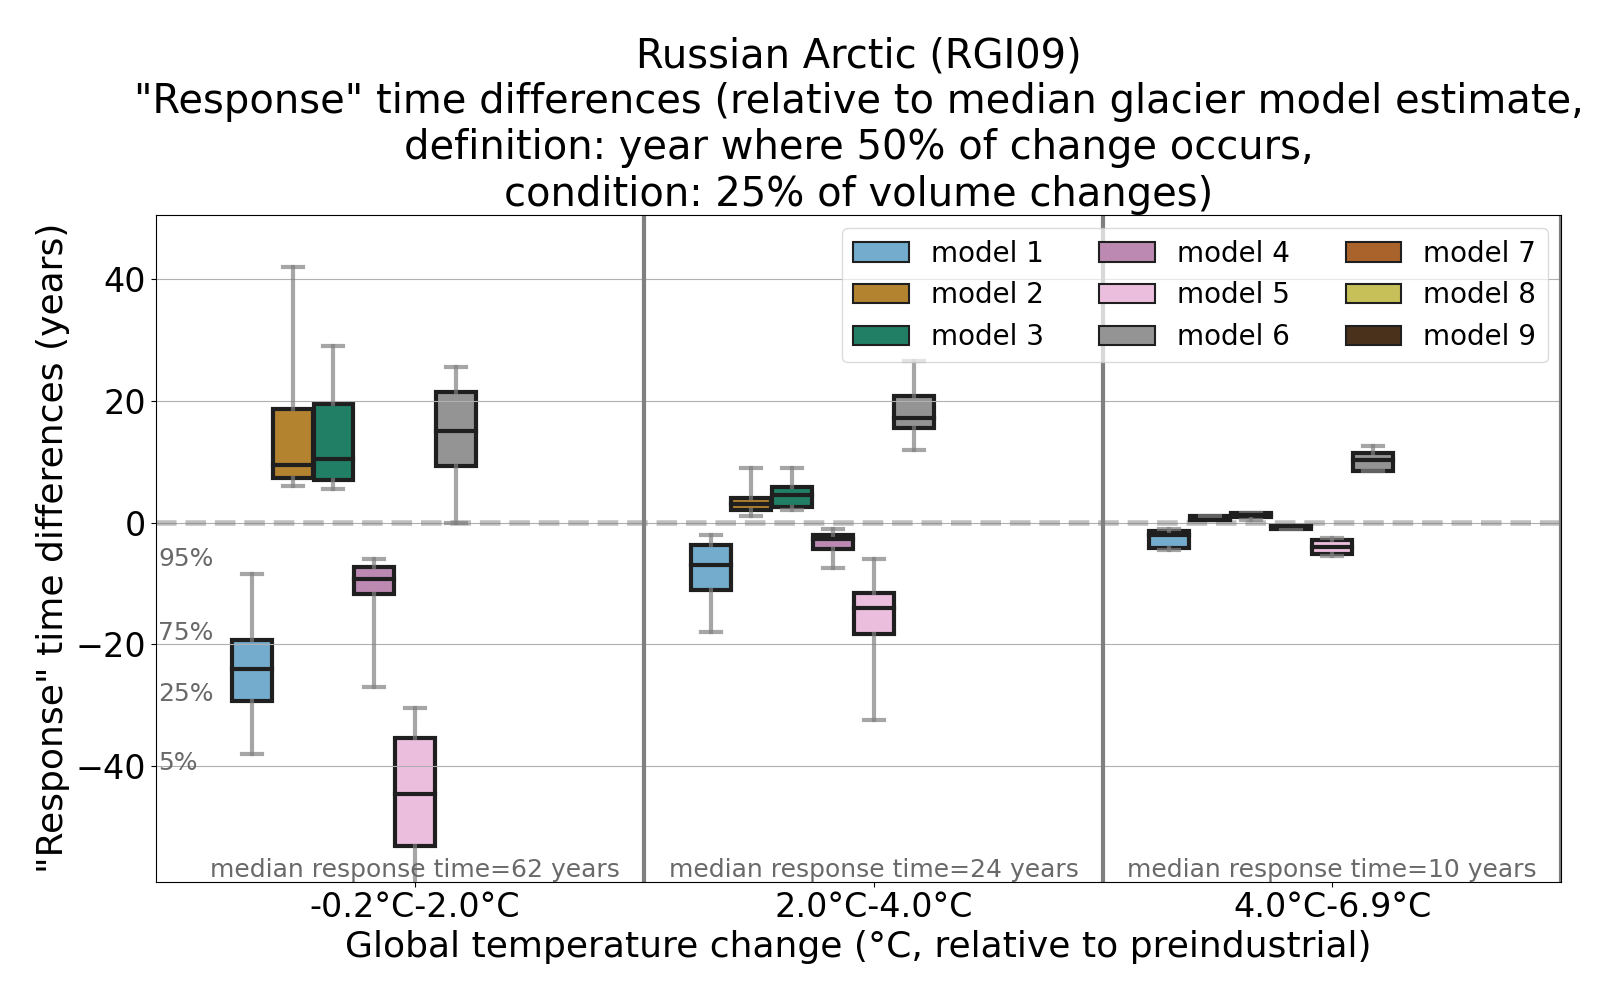 Russian Arctic (RGI09)
"Response" time differences (relative to median glacier model estimate,
definition: year where 50% of change occurs,
condition: 25% of volume changes)
model 1
model 2
model 3
model 4
model 5
model 6
model 7
model 8
model 9
"Response" time differences (years)
40
20
0
−20
−40
95%
75%
25%
5%
median response time=62 years
median response time=24 years
median response time=10 years
-0.2°C-2.0°C
2.0°C-4.0°C
4.0°C-6.9°C
Global temperature change (°C, relative to preindustrial)